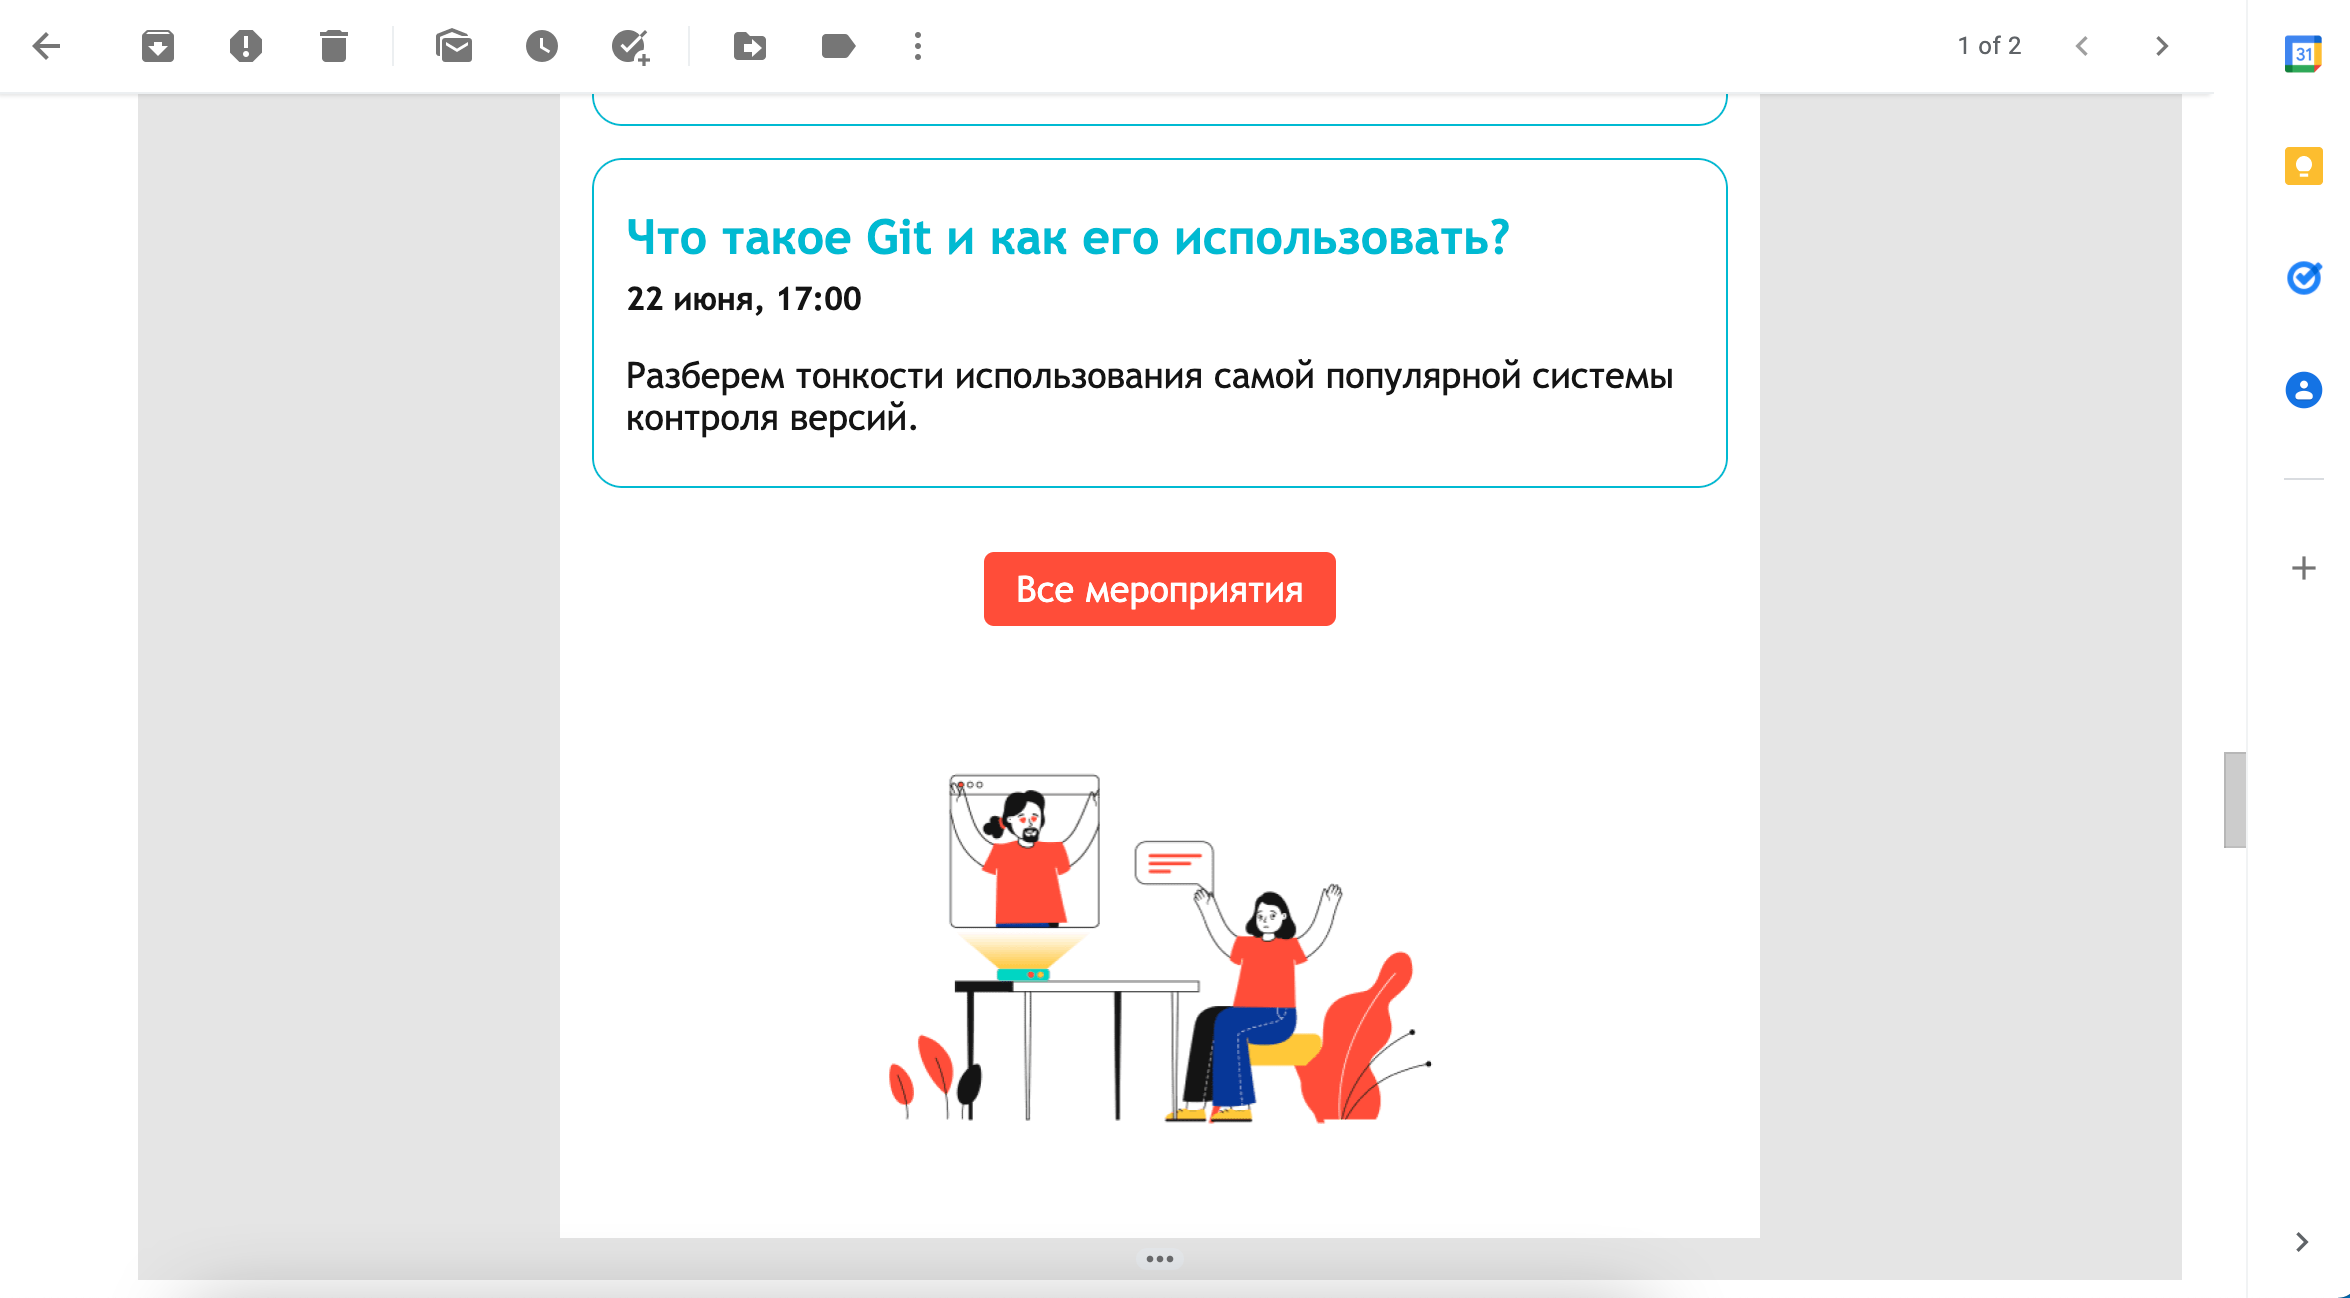 1 of 2
31
Что такое Git и как его использовать?
22 июня, 17:00
Разберем тонкости использования самой популярной системы
контроля версий.
Все мероприятия